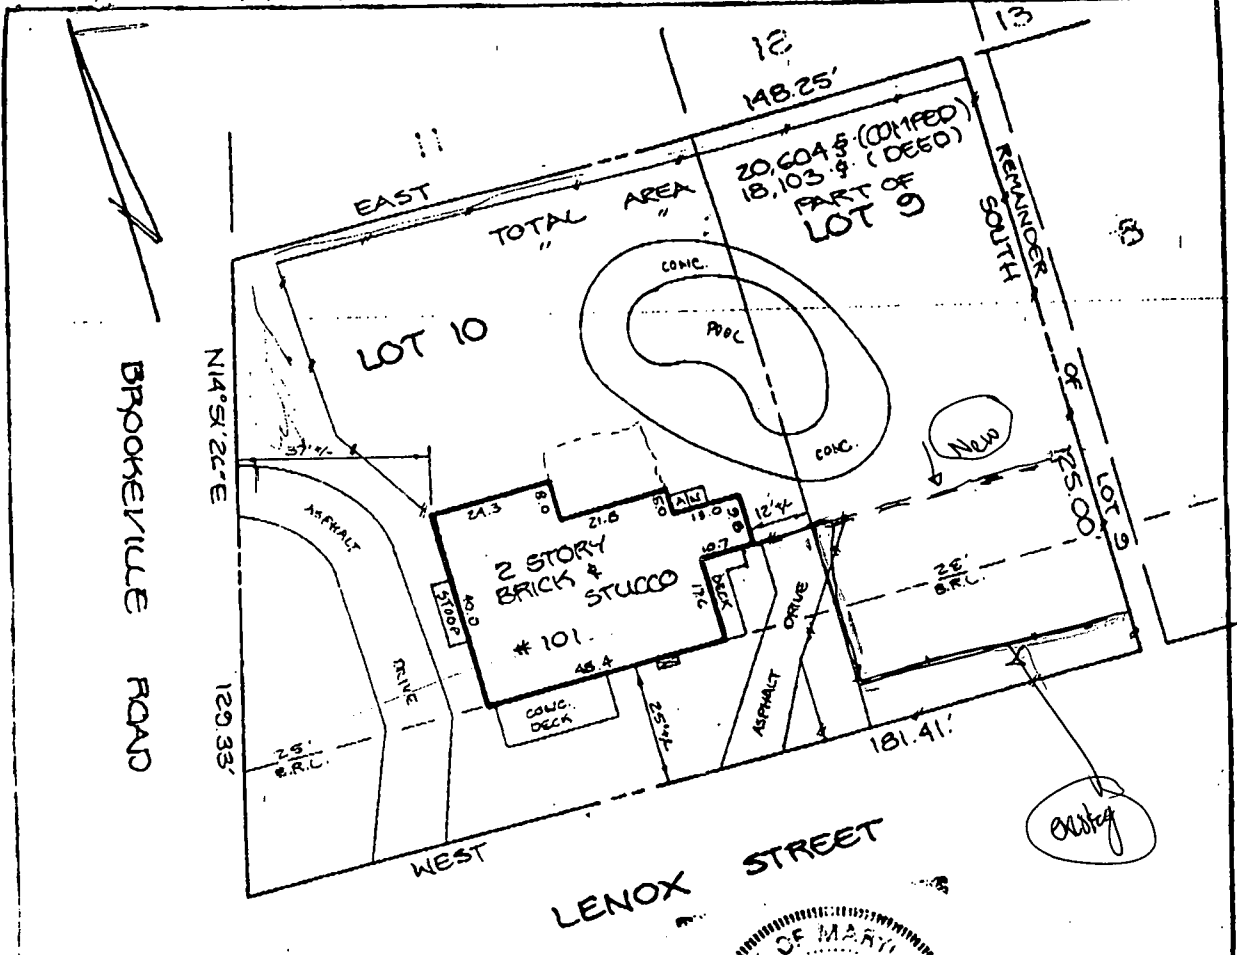 13
12
148.25'
11
EAST
TOTAL AREA
" "
20,604 (COMPED)
18,103 (DEED)
PART OF
LOT 9
REMAINDER OF LOT 9
SOUTH
125.00'
CONC.
POOL
CONC.
LOT 10
N14°51'26"E
129.33'
BROOKEVILLE ROAD
37'+/-
ASPHALT
DRIVE
24.3
8.0
21.8
5.0
A/C
13.0
9.8
12'+/-
10.7
17.6
DECK
2 STORY
BRICK &
STUCCO
# 101
STOOP
40.0
48.4
CONC.
DECK
25'+/-
ASPHALT
DRIVE
New
25'
B.R.L.
25'
B.R.L.
181.41'
WEST
LENOX STREET
existg
OF MARY